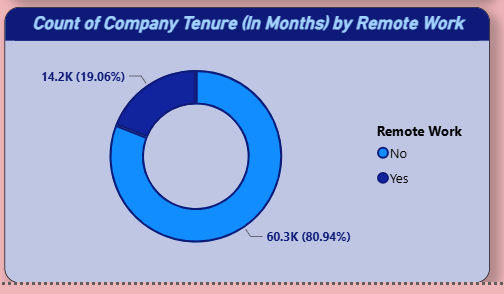 Count of Company Tenure (In Months) by Remote Work
14.2K (19.06%)
Remote Work
No
Yes
60.3K (80.94%)